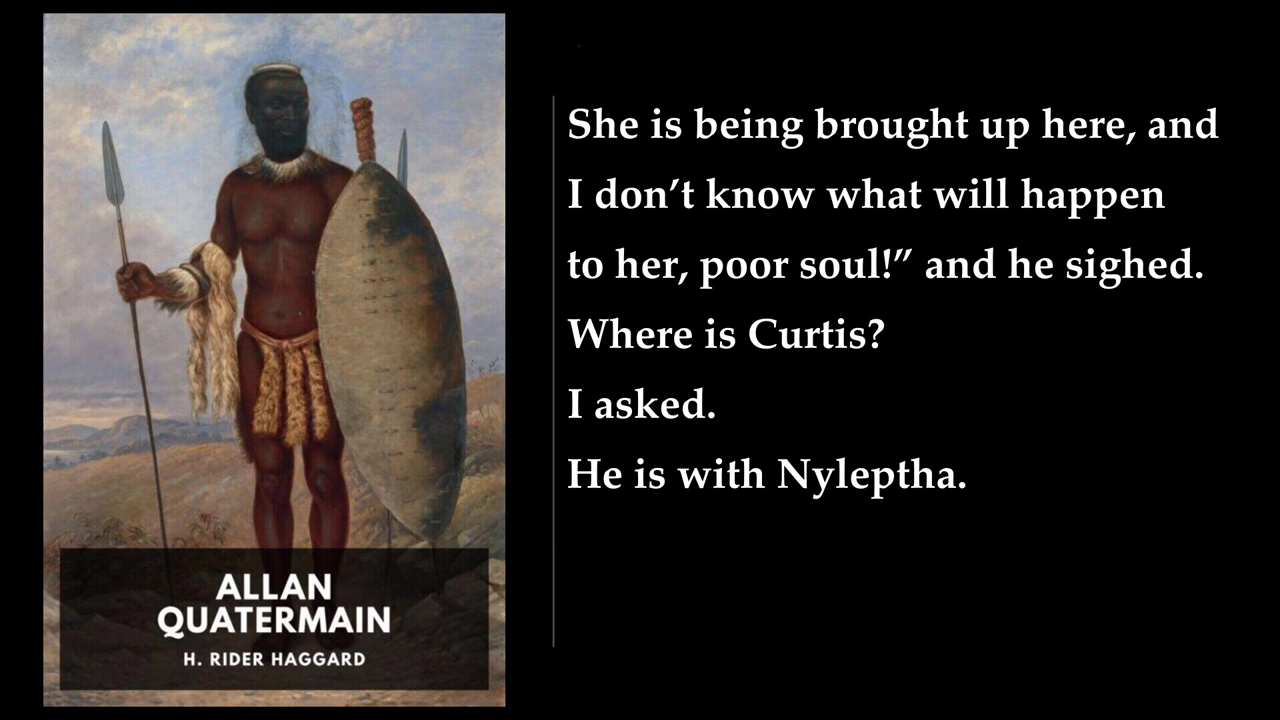 ALLAN
QUATERMAIN
H. RIDER HAGGARD
She is being brought up here, and
I don’t know what will happen
to her, poor soul!” and he sighed.
Where is Curtis?
I asked.
He is with Nyleptha.